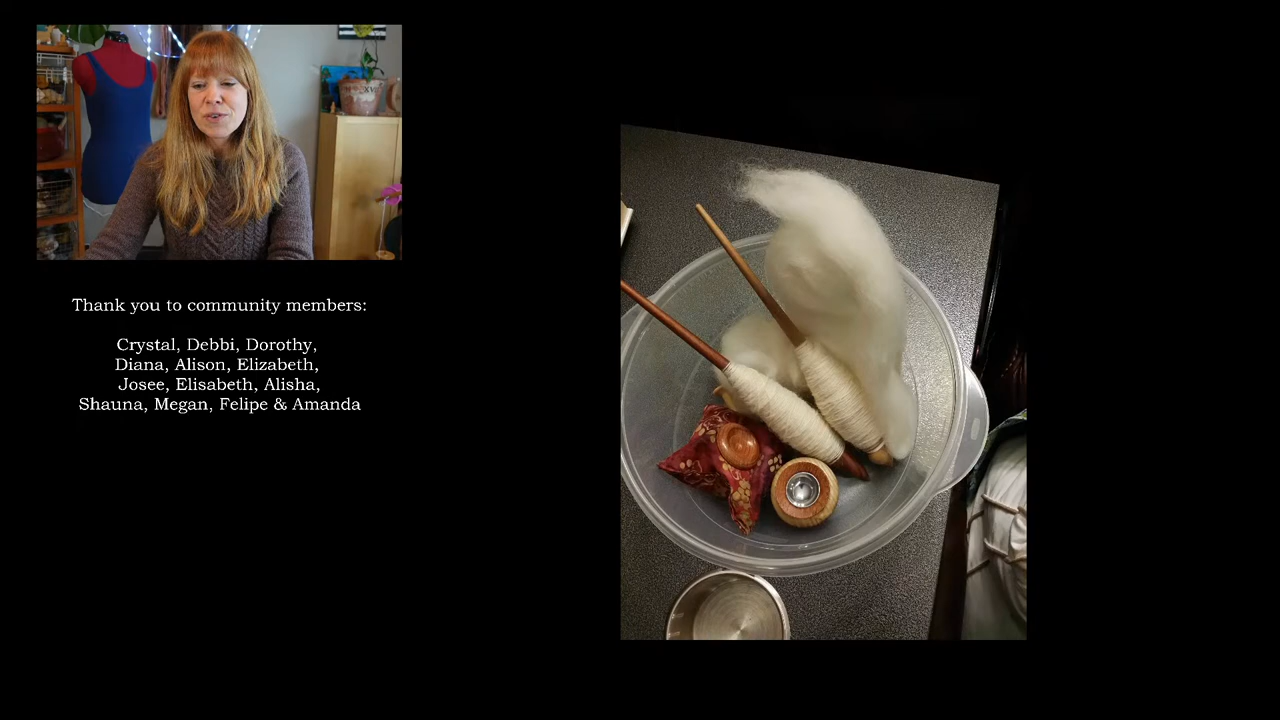 Thank you to community members:
Crystal, Debbi, Dorothy,
Diana, Alison, Elizabeth,
Josee, Elisabeth, Alisha,
Shauna, Megan, Felipe & Amanda